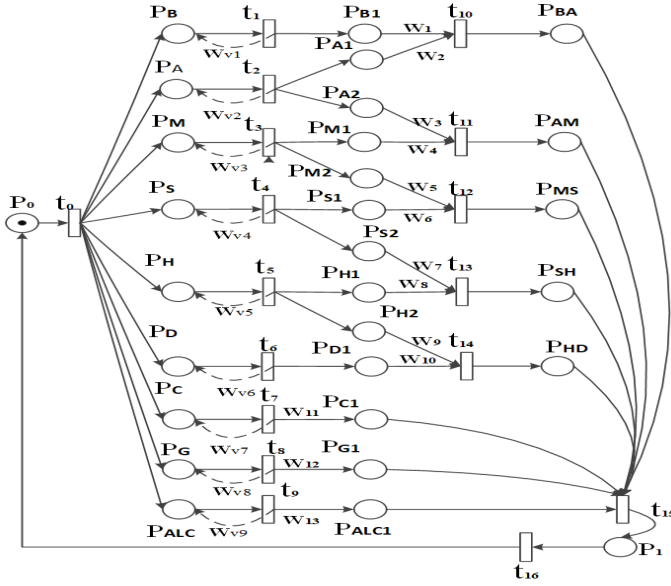 PB t1 PB1 W1 t10 PBA
Wv1 PA1 W2
PA t2 PA2
Wv2 W3 t11 PAM
PM t3 PM1 W4
Wv3 PM2
PS t4 PS1 W5 t12 PMS
W6
P0 t0 Wv4 PS2
PH t5 PH1 W7 t13 PSH
W8
Wv5 PH2
PD t6 PD1 W9 t14 PHD
W10
Wv6
PC t7 W11 PC1
Wv7
PG t8 W12 PG1
Wv8
t9
PALC Wv9 W13 PALC1 t15
P1
t16